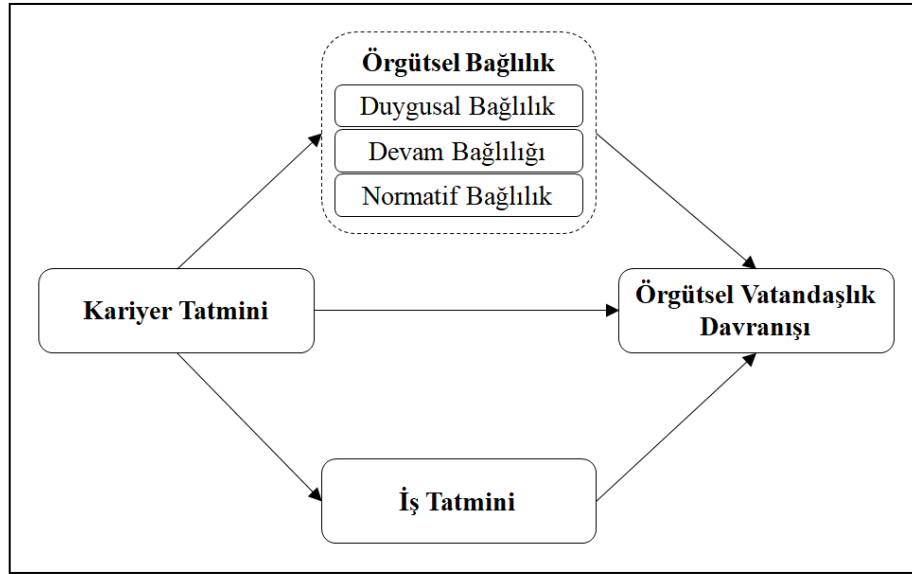 Örgütsel Bağlılık
Duygusal Bağlılık
Devam Bağlılığı
Normatif Bağlılık
Kariyer Tatmini
Örgütsel Vatandaşlık
Davranışı
İş Tatmini